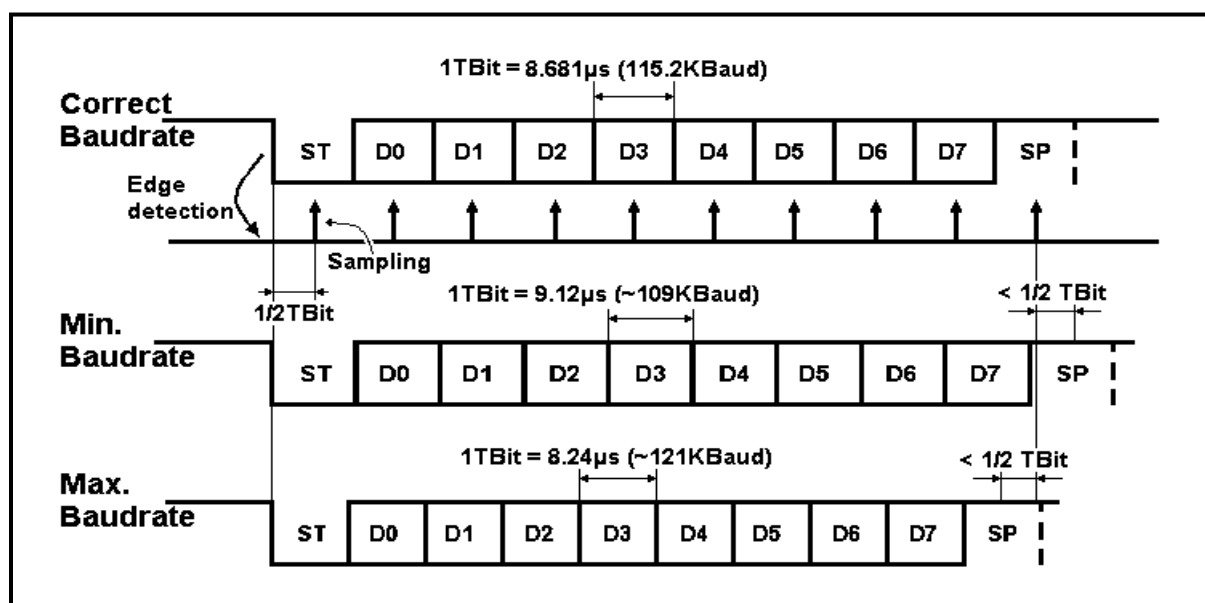 1TBit = 8.681µs (115.2KBaud)
Correct
Baudrate
ST D0 D1 D2 D3 D4 D5 D6 D7 SP
Edge
detection
Sampling
1/2TBit
1TBit = 9.12µs (~109KBaud)
< 1/2 TBit
Min.
Baudrate
ST D0 D1 D2 D3 D4 D5 D6 D7 SP
1TBit = 8.24µs (~121KBaud)
< 1/2 TBit
Max.
Baudrate
ST D0 D1 D2 D3 D4 D5 D6 D7 SP